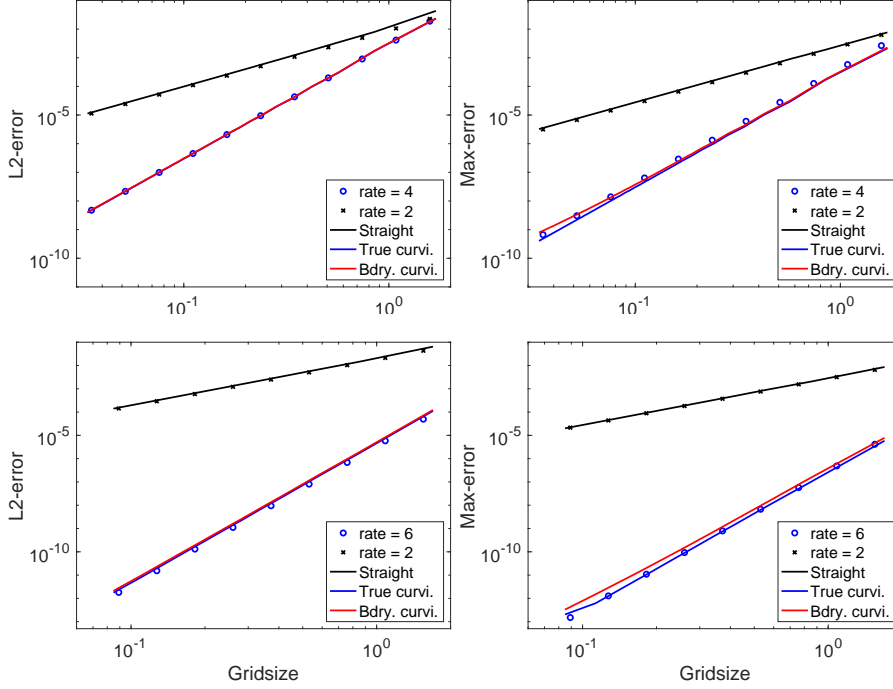 L2-error
10^-5
10^-10
10^-1
10^0
rate = 4
rate = 2
Straight
True curvi.
Bdry. curvi.
Max-error
10^-5
10^-10
10^-1
10^0
rate = 4
rate = 2
Straight
True curvi.
Bdry. curvi.
L2-error
10^-5
10^-10
10^-1
10^0
Gridsize
rate = 6
rate = 2
Straight
True curvi.
Bdry. curvi.
Max-error
10^-5
10^-10
10^-1
10^0
Gridsize
rate = 6
rate = 2
Straight
True curvi.
Bdry. curvi.